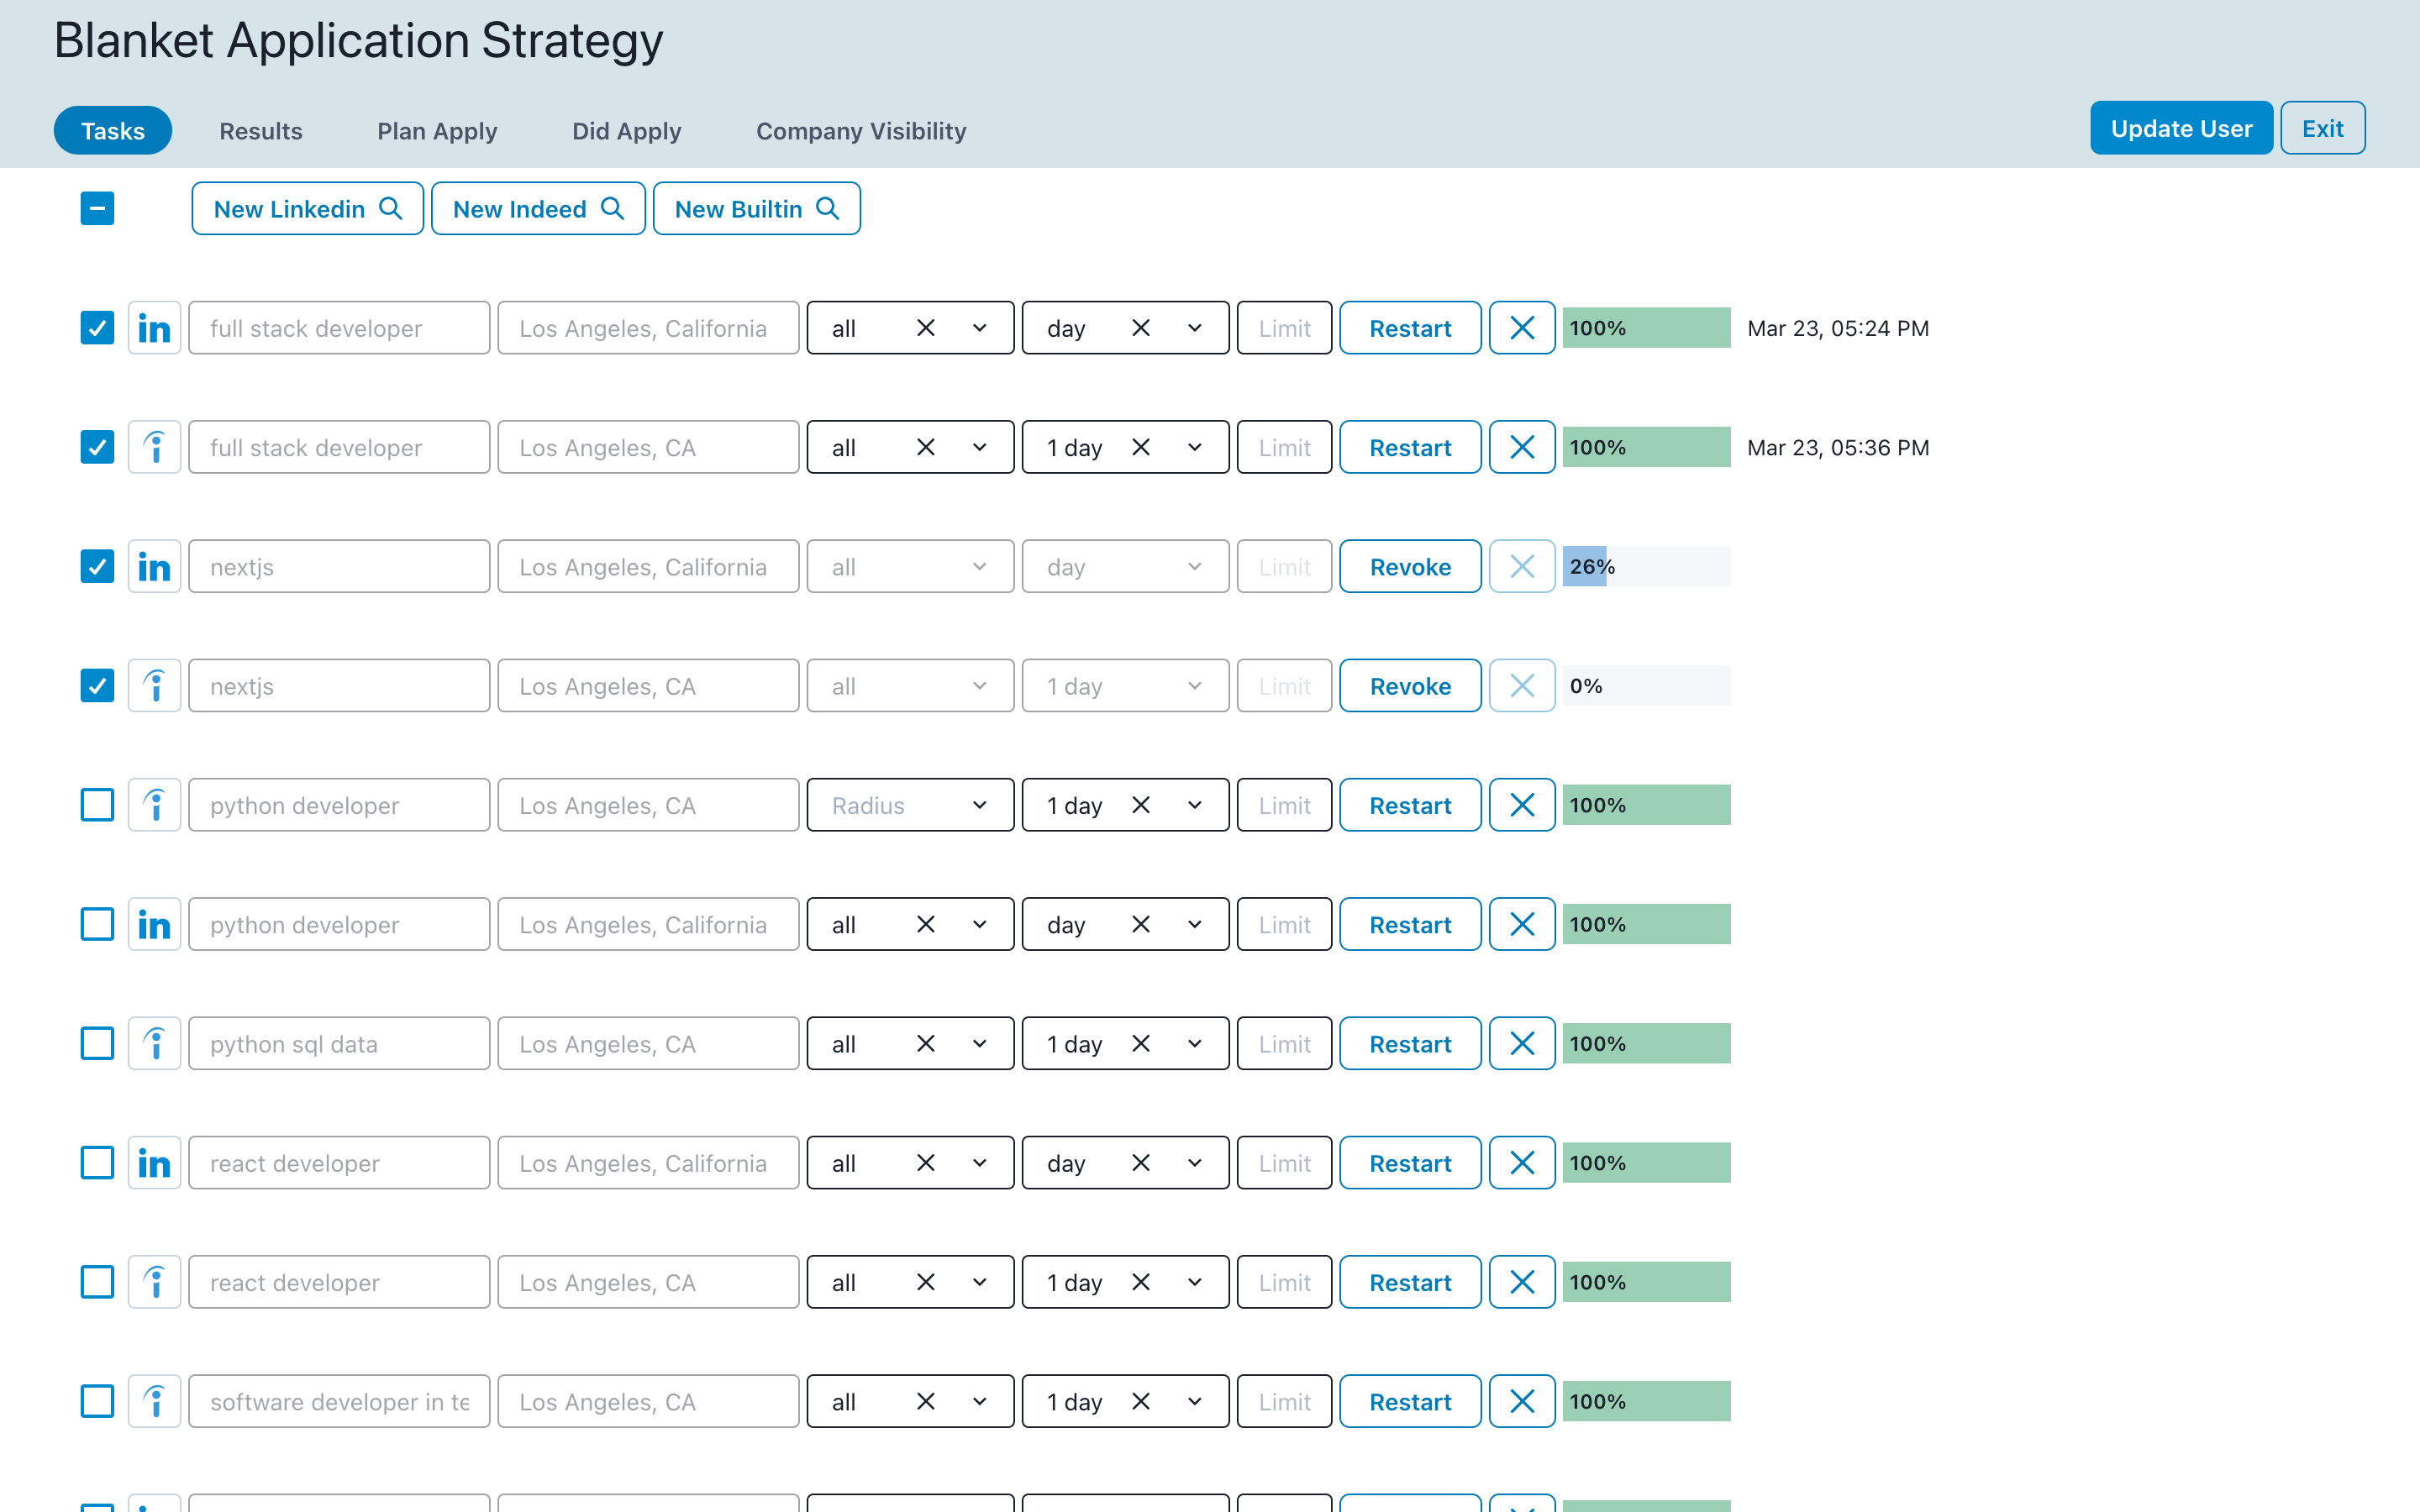 Blanket Application Strategy
Tasks Results Plan Apply Did Apply Company Visibility Update User Exit
New Linkedin New Indeed New Builtin
in full stack developer Los Angeles, California all day Limit Restart 100% Mar 23, 05:24 PM
full stack developer Los Angeles, CA all 1 day Limit Restart 100% Mar 23, 05:36 PM
in nextjs Los Angeles, California all day Limit Revoke 26%
nextjs Los Angeles, CA all 1 day Limit Revoke 0%
python developer Los Angeles, CA Radius 1 day Limit Restart 100%
in python developer Los Angeles, California all day Limit Restart 100%
python sql data Los Angeles, CA all 1 day Limit Restart 100%
in react developer Los Angeles, California all day Limit Restart 100%
react developer Los Angeles, CA all 1 day Limit Restart 100%
software developer in te Los Angeles, CA all 1 day Limit Restart 100%